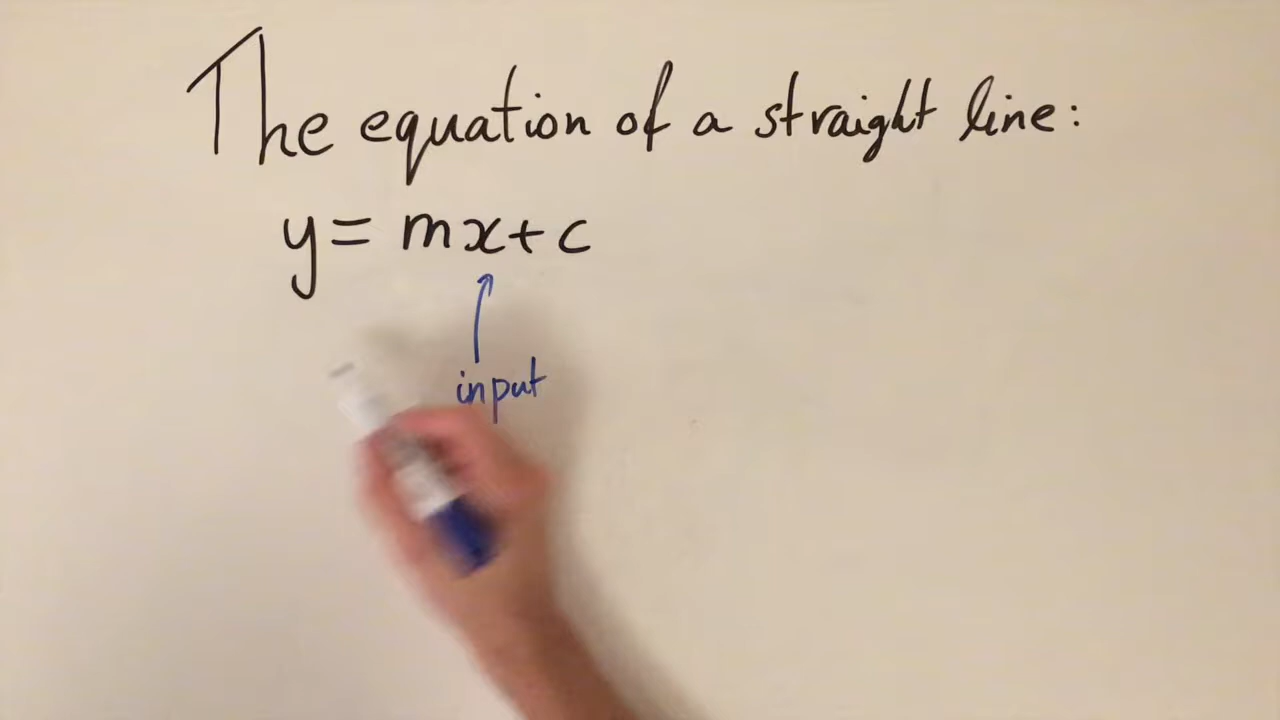 The equation of a straight line:
y = mx + c
input